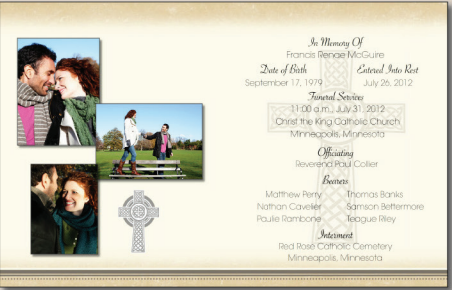 In Memory Of
Francis Renae McGuire
Date of Birth Entered Into Rest
September 17, 1979 July 26, 2012
Funeral Services
11:00 a.m., July 31, 2012
Christ the King Catholic Church
Minneapolis, Minnesota
Officiating
Reverend Paul Collier
Bearers
Matthew Perry Thomas Banks
Nathan Cavelier Samson Bettermore
Paulie Rambone Teague Riley
Interment
Red Rose Catholic Cemetery
Minneapolis, Minnesota